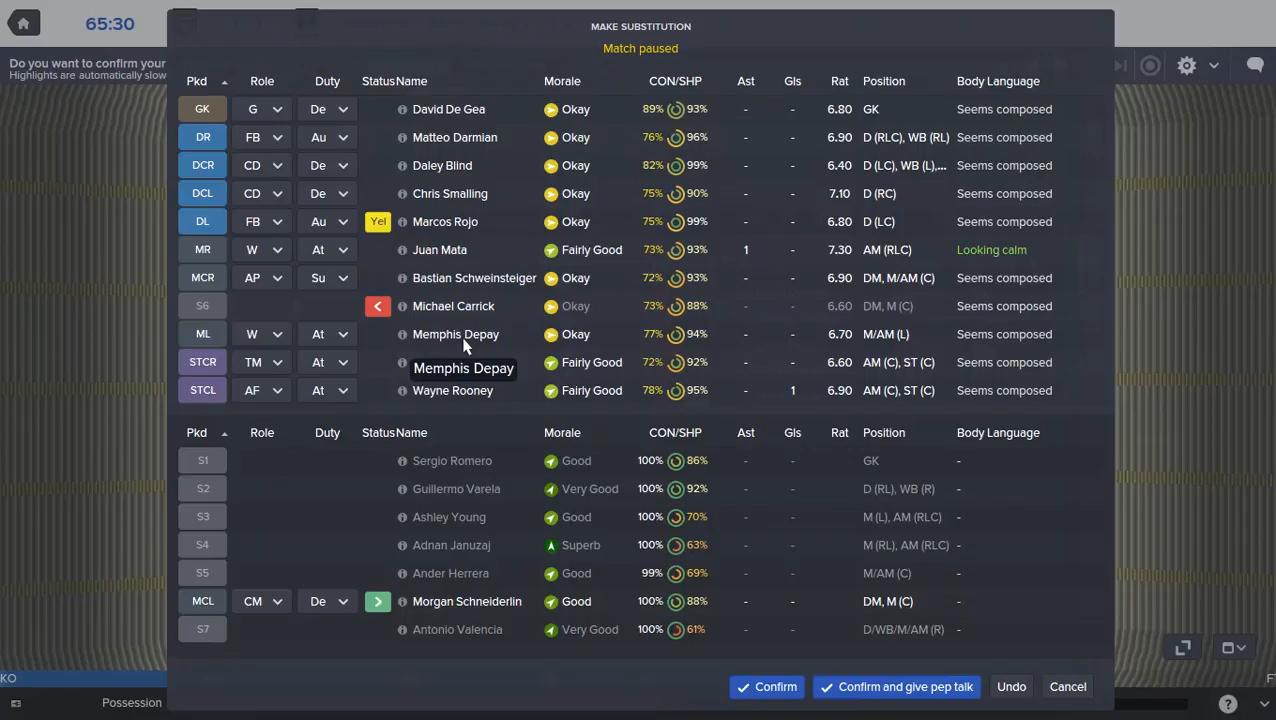 65:30
MAKE SUBSTITUTION
Match paused
Do you want to confirm your
Highlights are automatically slow
Pkd Role Duty Status Name Morale CON/SHP Ast Gls Rat Position Body Language
GK G De David De Gea Okay 89% 93% - - 6.80 GK Seems composed
DR FB Au Matteo Darmian Okay 76% 96% - - 6.90 D (RLC), WB (RL) Seems composed
DCR CD De Daley Blind Okay 82% 99% - - 6.40 D (LC), WB (L),... Seems composed
DCL CD De Chris Smalling Okay 75% 90% - - 7.10 D (RC) Seems composed
DL FB Au Yel Marcos Rojo Okay 75% 99% - - 6.80 D (LC) Seems composed
MR W At Juan Mata Fairly Good 73% 93% 1 - 7.30 AM (RLC) Looking calm
MCR AP Su Bastian Schweinsteiger Okay 72% 93% - - 6.90 DM, M/AM (C) Seems composed
S6 < Michael Carrick Okay 73% 88% - - 6.60 DM, M (C) Seems composed
ML W At Memphis Depay Okay 77% 94% - - 6.70 M/AM (L) Seems composed
STCR TM At Fairly Good 72% 92% - - 6.60 AM (C), ST (C) Seems composed
Memphis Depay
STCL AF At Wayne Rooney Fairly Good 78% 95% - 1 6.90 AM (C), ST (C) Seems composed
Pkd Role Duty Status Name Morale CON/SHP Ast Gls Rat Position Body Language
S1 Sergio Romero Good 100% 86% - - - GK -
S2 Guillermo Varela Very Good 100% 92% - - - D (RL), WB (R) -
S3 Ashley Young Good 100% 70% - - - M (L), AM (RLC) -
S4 Adnan Januzaj Superb 100% 63% - - - M (RL), AM (RLC) -
S5 Ander Herrera Good 99% 69% - - - M/AM (C) -
MCL CM De > Morgan Schneiderlin Good 100% 88% - - - DM, M (C) -
S7 Antonio Valencia Very Good 100% 61% - - - D/WB/M/AM (R) -
KO
Confirm Confirm and give pep talk Undo Cancel
Possession
?